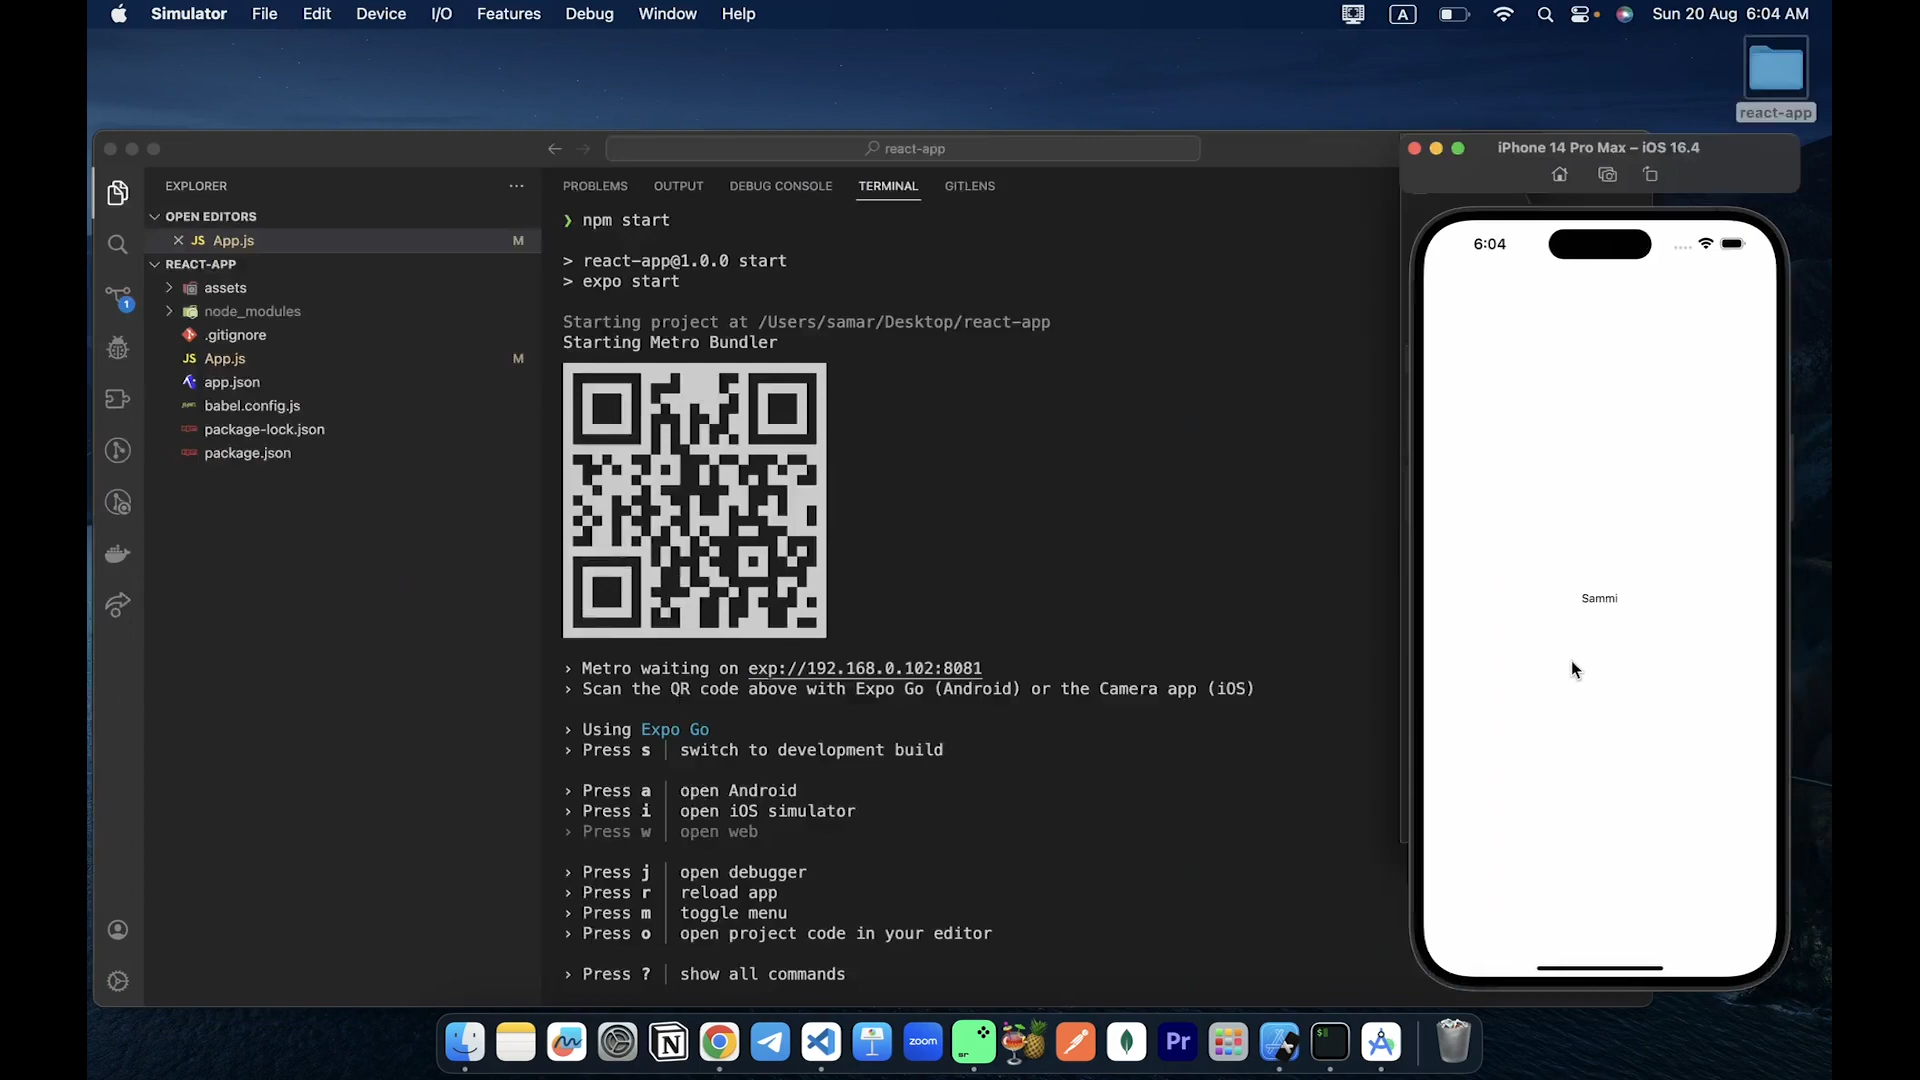 Simulator File Edit Device I/O Features Debug Window Help
A
Sun 20 Aug 6:04 AM
react-app
react-app
EXPLORER
OPEN EDITORS
JS App.js M
REACT-APP
assets
1
node_modules
.gitignore
JS App.js M
app.json
babel.config.js
package-lock.json
package.json
PROBLEMS OUTPUT DEBUG CONSOLE TERMINAL GITLENS
❯ npm start
> react-app@1.0.0 start
> expo start
Starting project at /Users/samar/Desktop/react-app
Starting Metro Bundler
› Metro waiting on exp://192.168.0.102:8081
› Scan the QR code above with Expo Go (Android) or the Camera app (iOS)
› Using Expo Go
› Press s │ switch to development build
› Press a │ open Android
› Press i │ open iOS simulator
› Press w │ open web
› Press j │ open debugger
› Press r │ reload app
› Press m │ toggle menu
› Press o │ open project code in your editor
› Press ? │ show all commands
iPhone 14 Pro Max – iOS 16.4
6:04
Sammi
zoom
sr
Pr
$